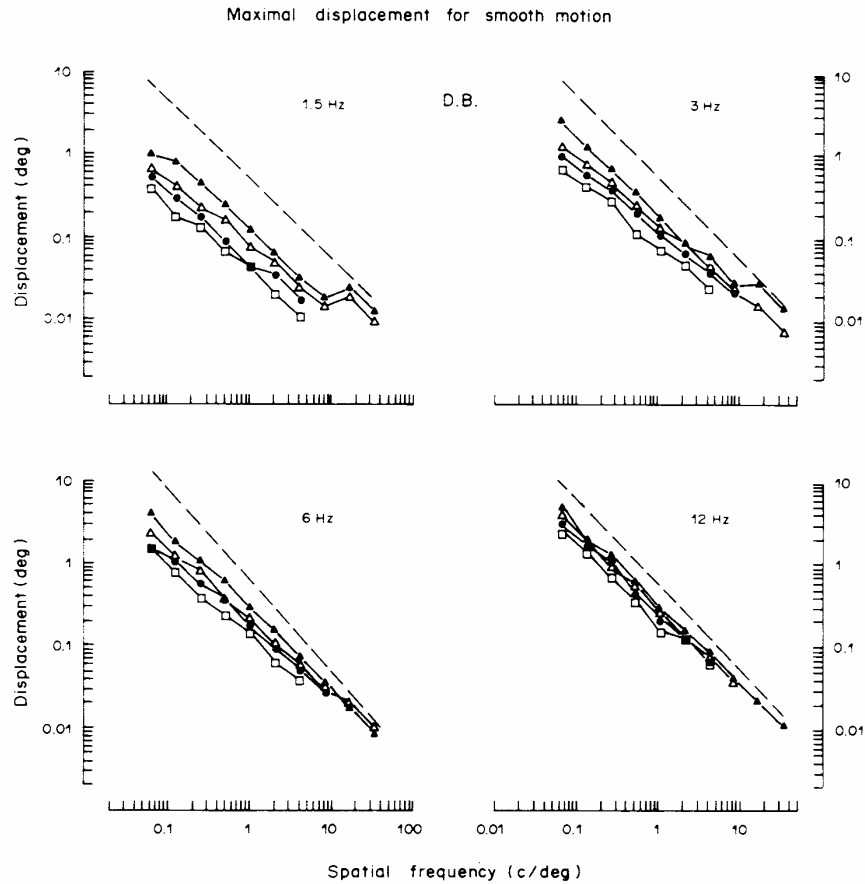 Maximal displacement for smooth motion
10
1
0.1
0.01
Displacement (deg)
1.5 Hz
D.B.
3 Hz
10
1
0.1
0.01
10
1
0.1
0.01
Displacement (deg)
6 Hz
12 Hz
10
1
0.1
0.01
0.1
1
10
100
0.01
0.1
1
10
Spatial frequency (c/deg)